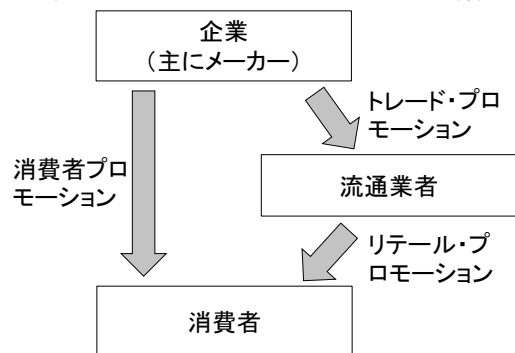 企業
（主にメーカー）
トレード・プロ
モーション
消費者プロ
モーション
流通業者
リテール・プ
ロモーション
消費者